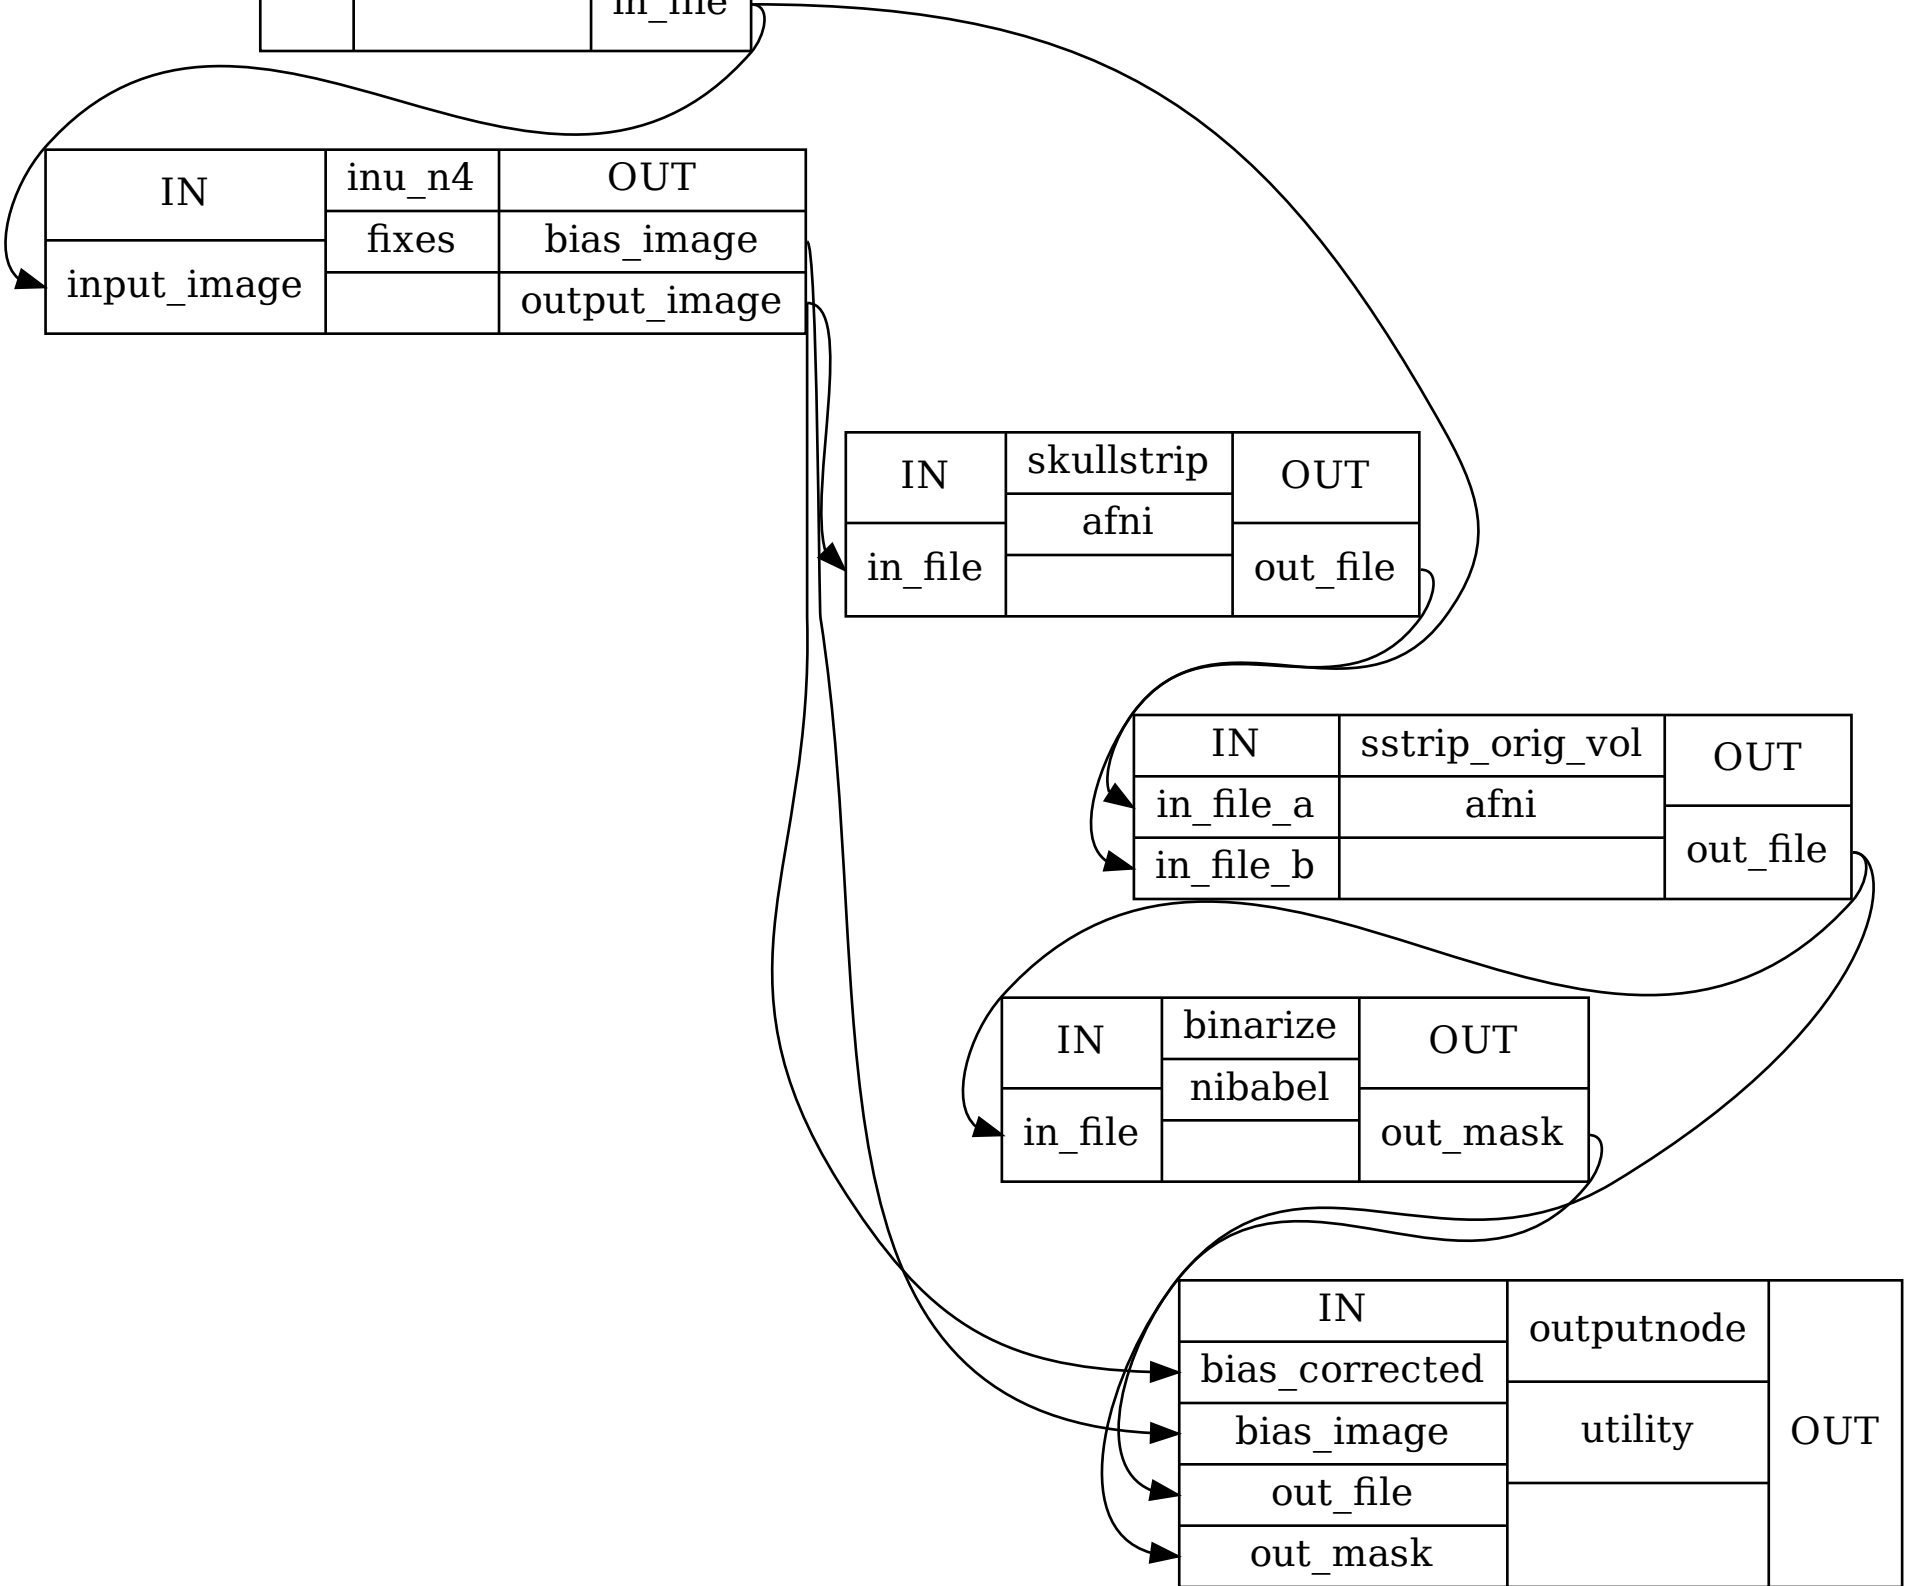 in_file
IN inu_n4 OUT
fixes bias_image
input_image output_image
IN skullstrip OUT
afni
in_file out_file
IN sstrip_orig_vol OUT
in_file_a afni
in_file_b out_file
IN binarize OUT
nibabel
in_file out_mask
IN outputnode
bias_corrected
bias_image utility OUT
out_file
out_mask